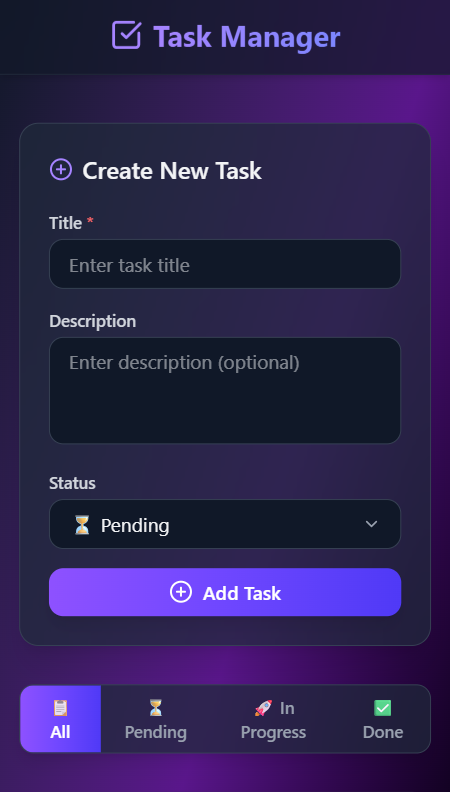 Task Manager
Create New Task
Title *
Enter task title
Description
Enter description (optional)
Status
⏳ Pending
Add Task
📋 All
⏳ Pending
🚀 In Progress
✅ Done